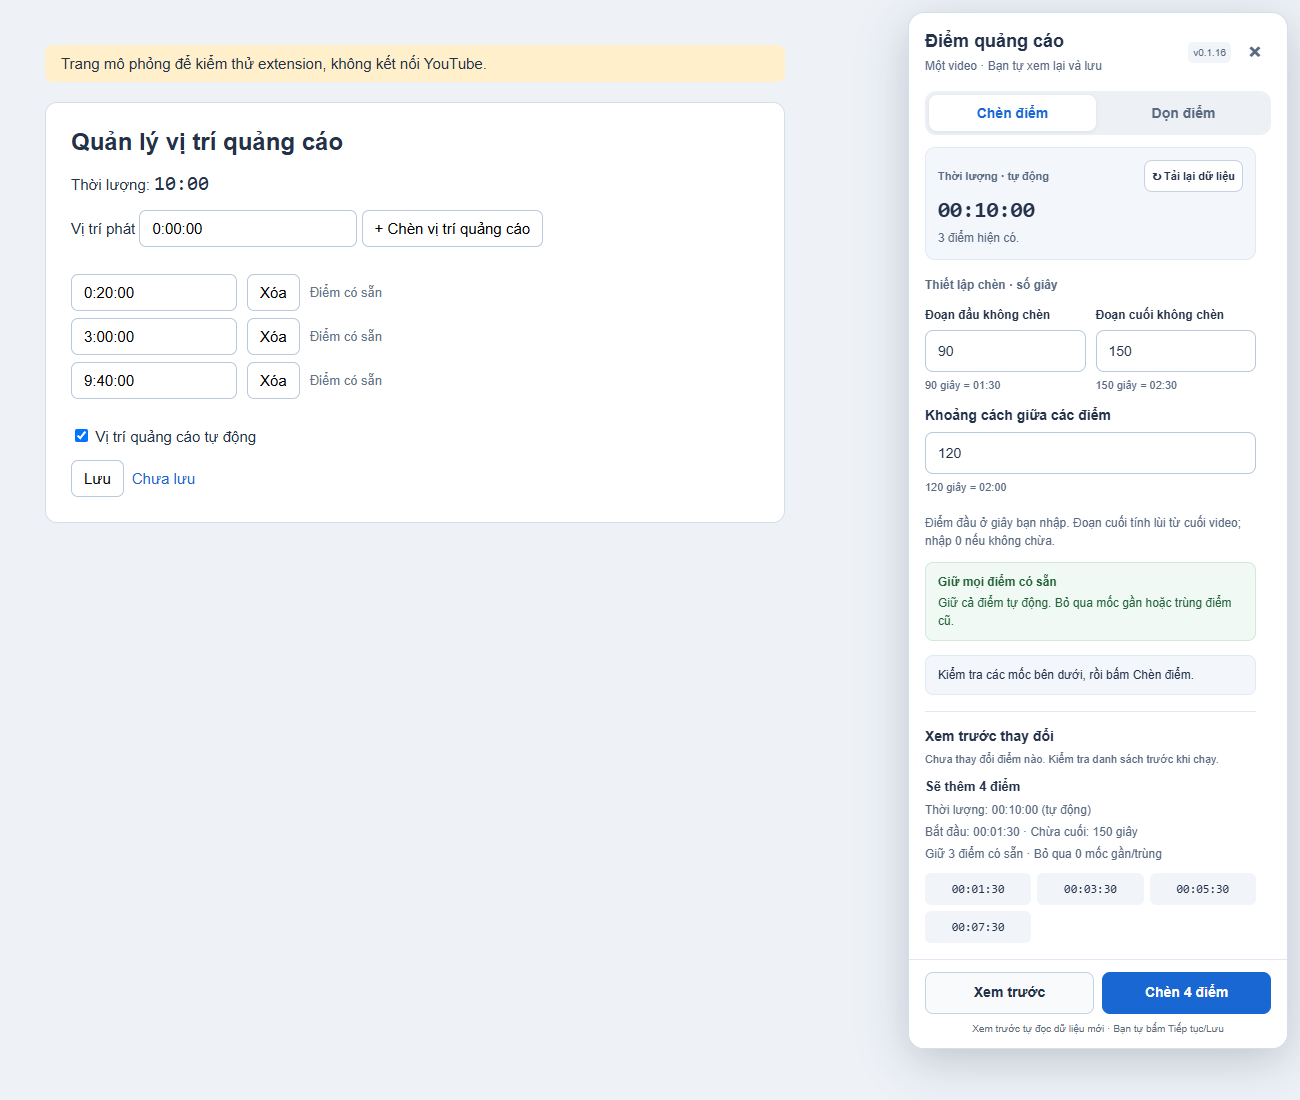 Trang mô phỏng để kiểm thử extension, không kết nối YouTube.
Quản lý vị trí quảng cáo
Thời lượng: 10:00
Vị trí phát 0:00:00 + Chèn vị trí quảng cáo
0:20:00 Xóa Điểm có sẵn
3:00:00 Xóa Điểm có sẵn
9:40:00 Xóa Điểm có sẵn
Vị trí quảng cáo tự động
Lưu Chưa lưu
Điểm quảng cáo
Một video · Bạn tự xem lại và lưu
v0.1.16 ×
Chèn điểm Dọn điểm
Thời lượng · tự động ↻ Tải lại dữ liệu
00:10:00
3 điểm hiện có.
Thiết lập chèn · số giây
Đoạn đầu không chèn Đoạn cuối không chèn
90 150
90 giây = 01:30 150 giây = 02:30
Khoảng cách giữa các điểm
120
120 giây = 02:00
Điểm đầu ở giây bạn nhập. Đoạn cuối tính lùi từ cuối video;
nhập 0 nếu không chừa.
Giữ mọi điểm có sẵn
Giữ cả điểm tự động. Bỏ qua mốc gần hoặc trùng điểm
cũ.
Kiểm tra các mốc bên dưới, rồi bấm Chèn điểm.
Xem trước thay đổi
Chưa thay đổi điểm nào. Kiểm tra danh sách trước khi chạy.
Sẽ thêm 4 điểm
Thời lượng: 00:10:00 (tự động)
Bắt đầu: 00:01:30 · Chừa cuối: 150 giây
Giữ 3 điểm có sẵn · Bỏ qua 0 mốc gần/trùng
00:01:30 00:03:30 00:05:30
00:07:30
Xem trước Chèn 4 điểm
Xem trước tự đọc dữ liệu mới · Bạn tự bấm Tiếp tục/Lưu